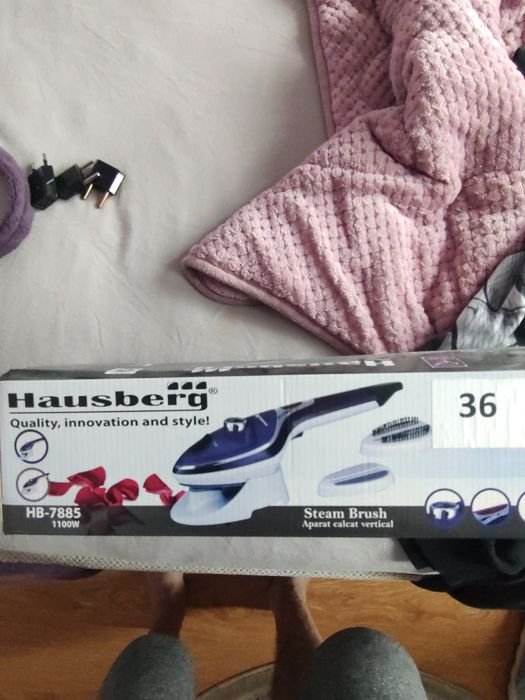 Hausberg®
Quality, innovation and style!
36
HB-7885
1100W
Steam Brush
Aparat calcat vertical